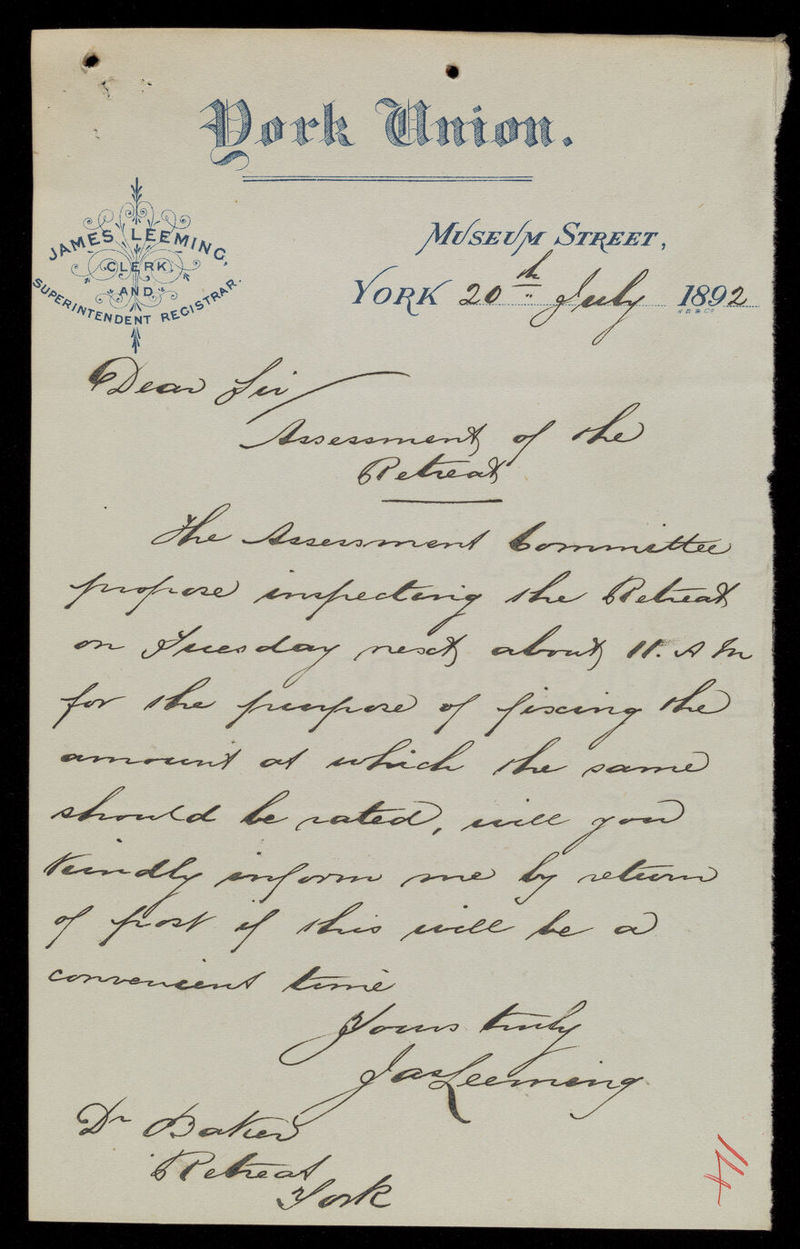 York Union.
JAMES LEEMING,
CLERK
AND
SUPERINTENDENT REGISTRAR.
MUSEUM STREET,
YORK 20th July 1892
Dear Sir
Assessment of the
Retreat
The Assessment Committee
propose inspecting the Retreat
on Tuesday next about 11. A M
for the purpose of fixing the
amount at which the same
should be rated, will you
kindly inform me by return
of post if this will be a
convenient time
Yours truly
Jas Leeming
Dr Baker
Retreat
York